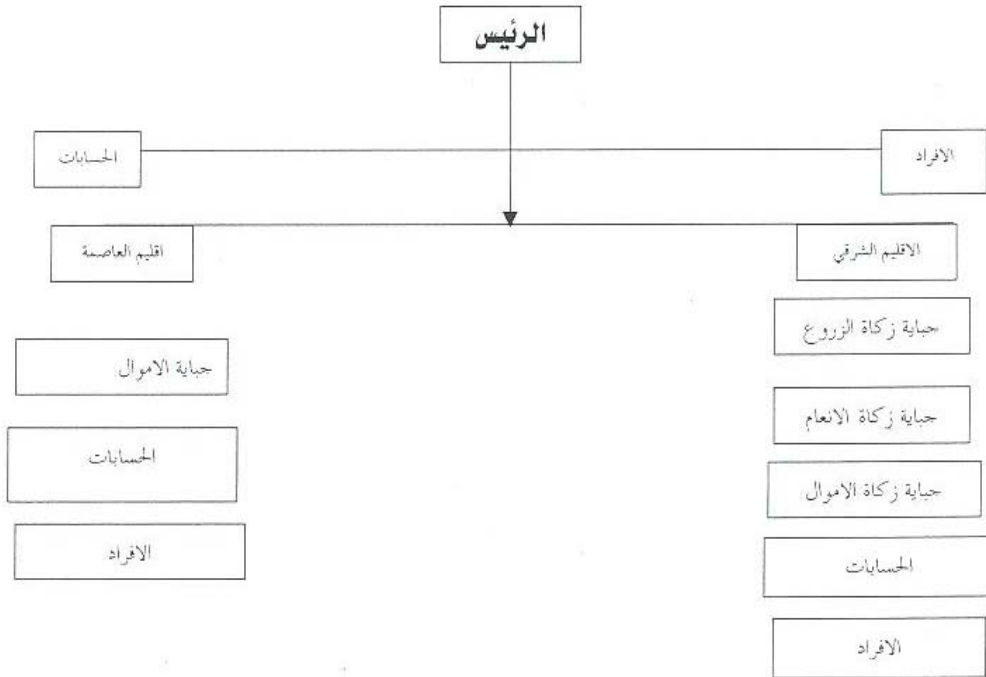 الرئيس
الافراد
الحسابات
الاقليم الشرقي
اقليم العاصمة
جباية زكاة الزروع
جباية زكاة الانعام
جباية زكاة الاموال
الحسابات
الافراد
جباية الاموال
الحسابات
الافراد